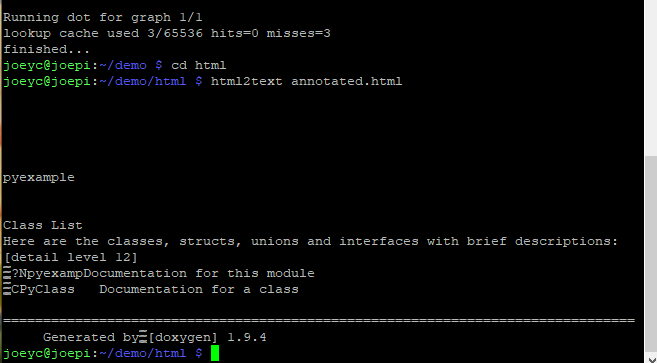 Running dot for graph 1/1
lookup cache used 3/65536 hits=0 misses=3
finished...
joeyc@joepi:~/demo $ cd html
joeyc@joepi:~/demo/html $ html2text annotated.html
pyexample
Class List
Here are the classes, structs, unions and interfaces with brief descriptions:
[detail level 12]
?NpyexampDocumentation for this module
CPyClass   Documentation for a class
===============================================================================
     Generated by [doxygen] 1.9.4
joeyc@joepi:~/demo/html $